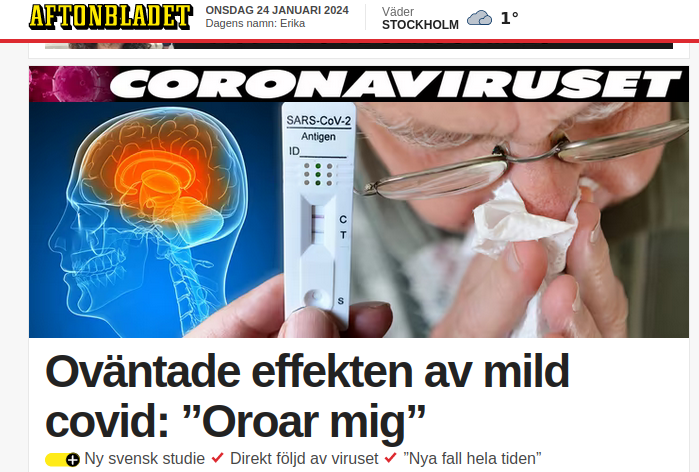 AFTONBLADET
ONSDAG 24 JANUARI 2024
Dagens namn: Erika
Väder
STOCKHOLM
1°
CORONAVIRUSET
SARS-CoV-2
Antigen
ID
C
T
S
Oväntade effekten av mild
covid: ”Oroar mig”
Ny svensk studie Direkt följd av viruset ”Nya fall hela tiden”